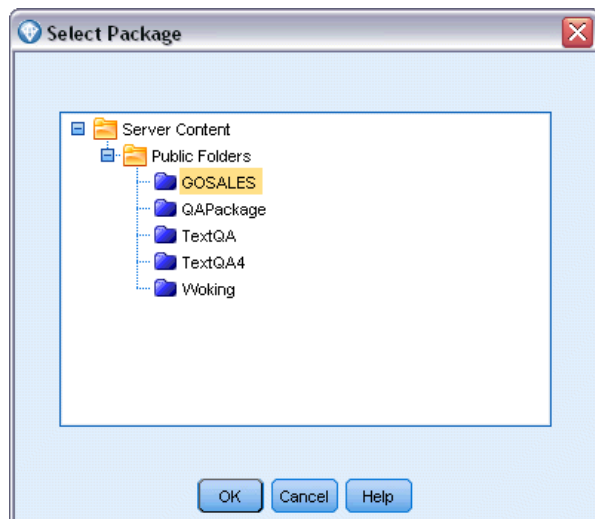 Select Package
Server Content
Public Folders
GOSALES
QAPackage
TextQA
TextQA4
Woking
OK Cancel Help